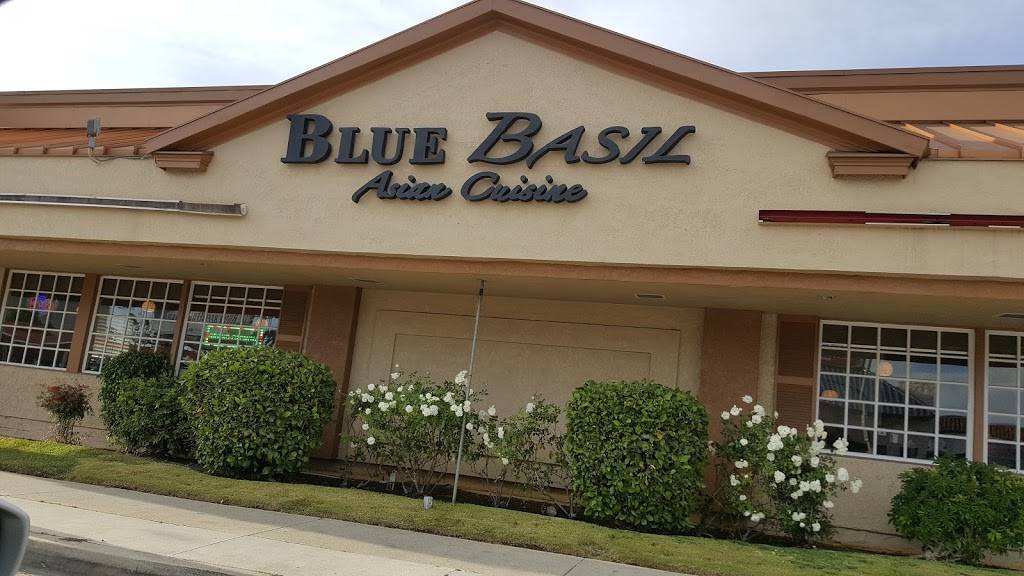 BLUE BASIL
Asian Cuisine